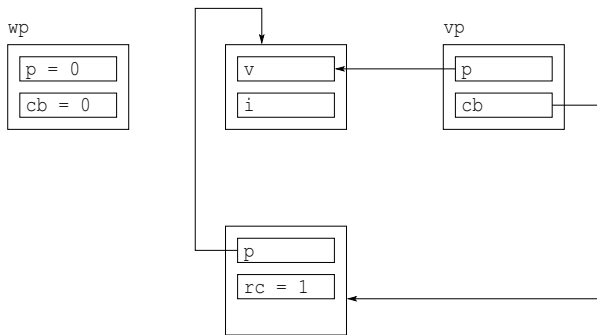 wp
p = 0
cb = 0
v
i
vp
p
cb
p
rc = 1